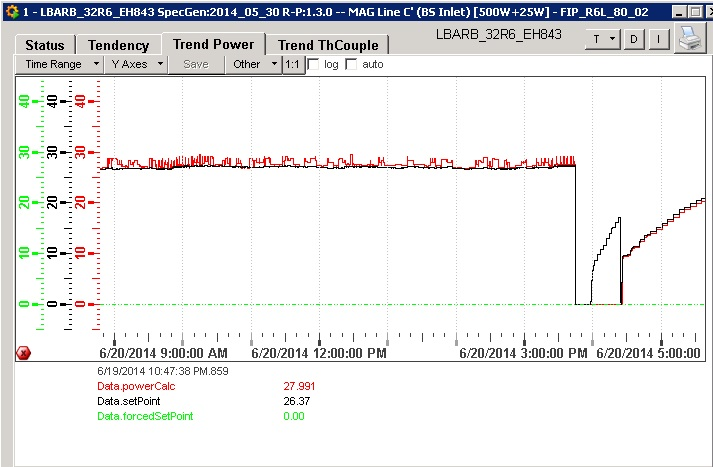 1 - LBARB_32R6_EH843 SpecGen:2014_05_30 R-P:1.3.0 -- MAG Line C' (BS Inlet) [500W+25W] - FIP_R6L_80_02
Status Tendency Trend Power Trend ThCouple LBARB_32R6_EH843 T D I
Time Range Y Axes Save Other 1:1 log auto
40 40 40
30 30 30
20 20 20
10 10 10
0 0 0
6/20/2014 9:00:00 AM 6/20/2014 12:00:00 PM 6/20/2014 3:00:00 PM 6/20/2014 5:00:00
6/19/2014 10:47:38 PM.859
Data.powerCalc 27.991
Data.setPoint 26.37
Data.forcedSetPoint 0.00